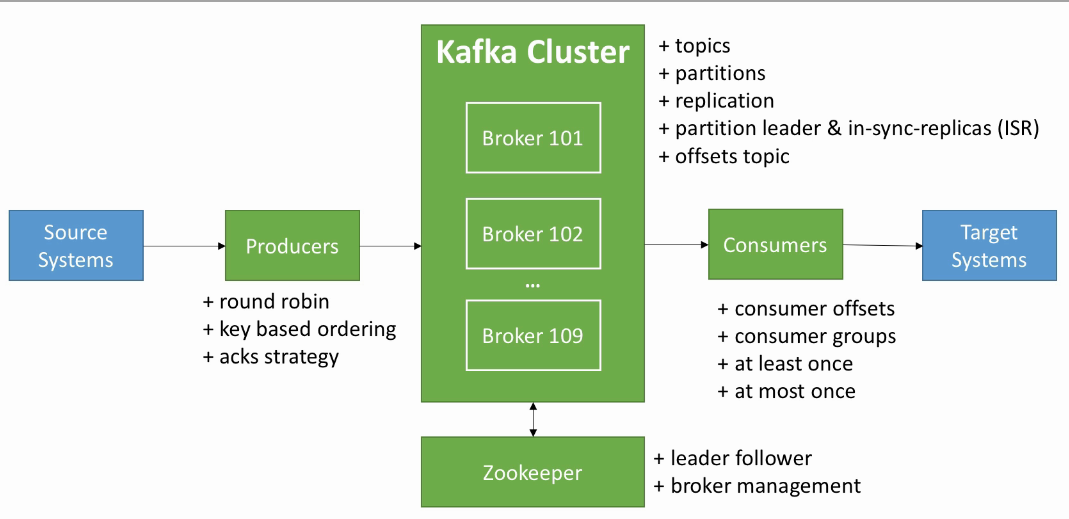 Kafka Cluster
Broker 101
Broker 102
...
Broker 109
+ topics
+ partitions
+ replication
+ partition leader & in-sync-replicas (ISR)
+ offsets topic
Source
Systems
Producers
+ round robin
+ key based ordering
+ acks strategy
Consumers
+ consumer offsets
+ consumer groups
+ at least once
+ at most once
Target
Systems
Zookeeper
+ leader follower
+ broker management